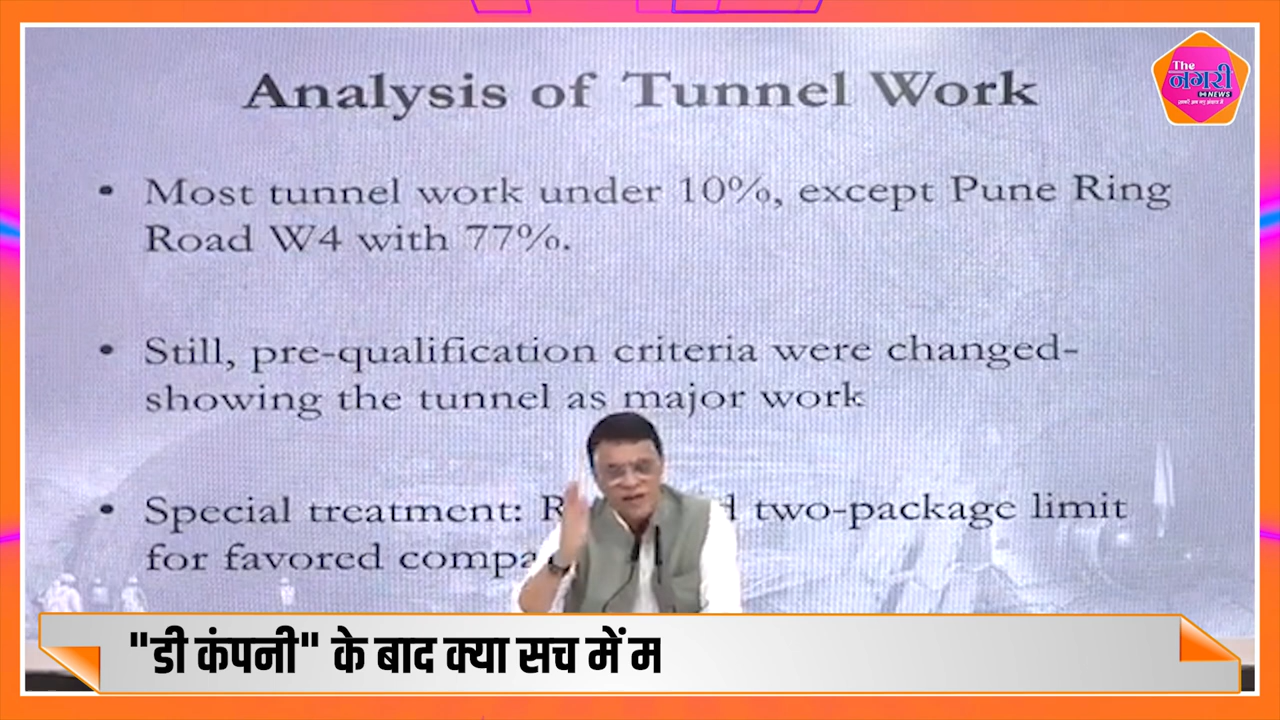 Analysis of Tunnel Work
The
नगरी
NEWS
• Most tunnel work under 10%, except Pune Ring
Road W4 with 77%.
• Still, pre-qualification criteria were changed-
showing the tunnel as major work
• Special treatment: two-package limit
for favored
"डी कंपनी" के बाद क्या सच में म